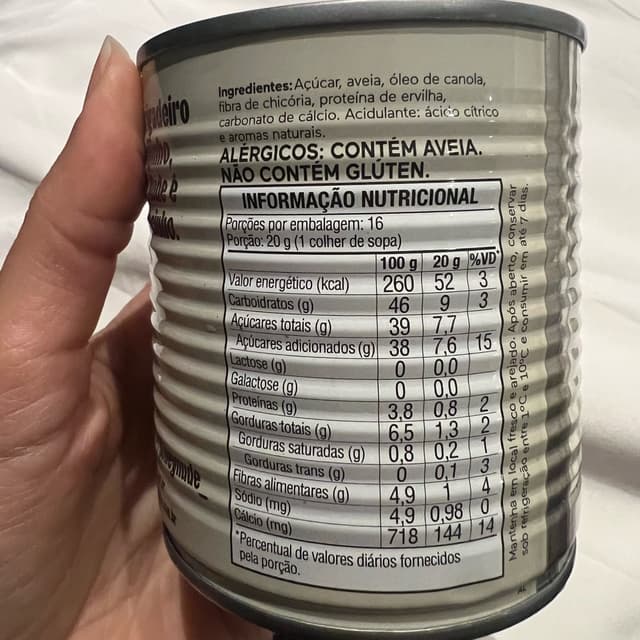 Ingredientes: Açúcar, aveia, óleo de canola,
fibra de chicória, proteína de ervilha,
carbonato de cálcio. Acidulante: ácido cítrico
e aromas naturais.
ALÉRGICOS: CONTÉM AVEIA.
NÃO CONTÉM GLÚTEN.
INFORMAÇÃO NUTRICIONAL
Porções por embalagem: 16
Porção: 20 g (1 colher de sopa)
100 g 20 g %VD*
Valor energético (kcal) 260 52 3
Carboidratos (g) 46 9 3
Açúcares totais (g) 39 7,7
Açúcares adicionados (g) 38 7,6 15
Lactose (g) 0 0,0
Galactose (g) 0 0,0
Proteínas (g) 3,8 0,8 2
Gorduras totais (g) 6,5 1,3 2
Gorduras saturadas (g) 0,8 0,2 1
Gorduras trans (g) 0 0,1 3
Fibras alimentares (g) 4,9 1 4
Sódio (mg) 4,9 0,98 0
Cálcio (mg) 718 144 14
*Percentual de valores diários fornecidos
pela porção.
Mantenha em local fresco e arejado. Após aberto, conservar
sob refrigeração entre 1°C e 10°C e consumir em até 7 dias.